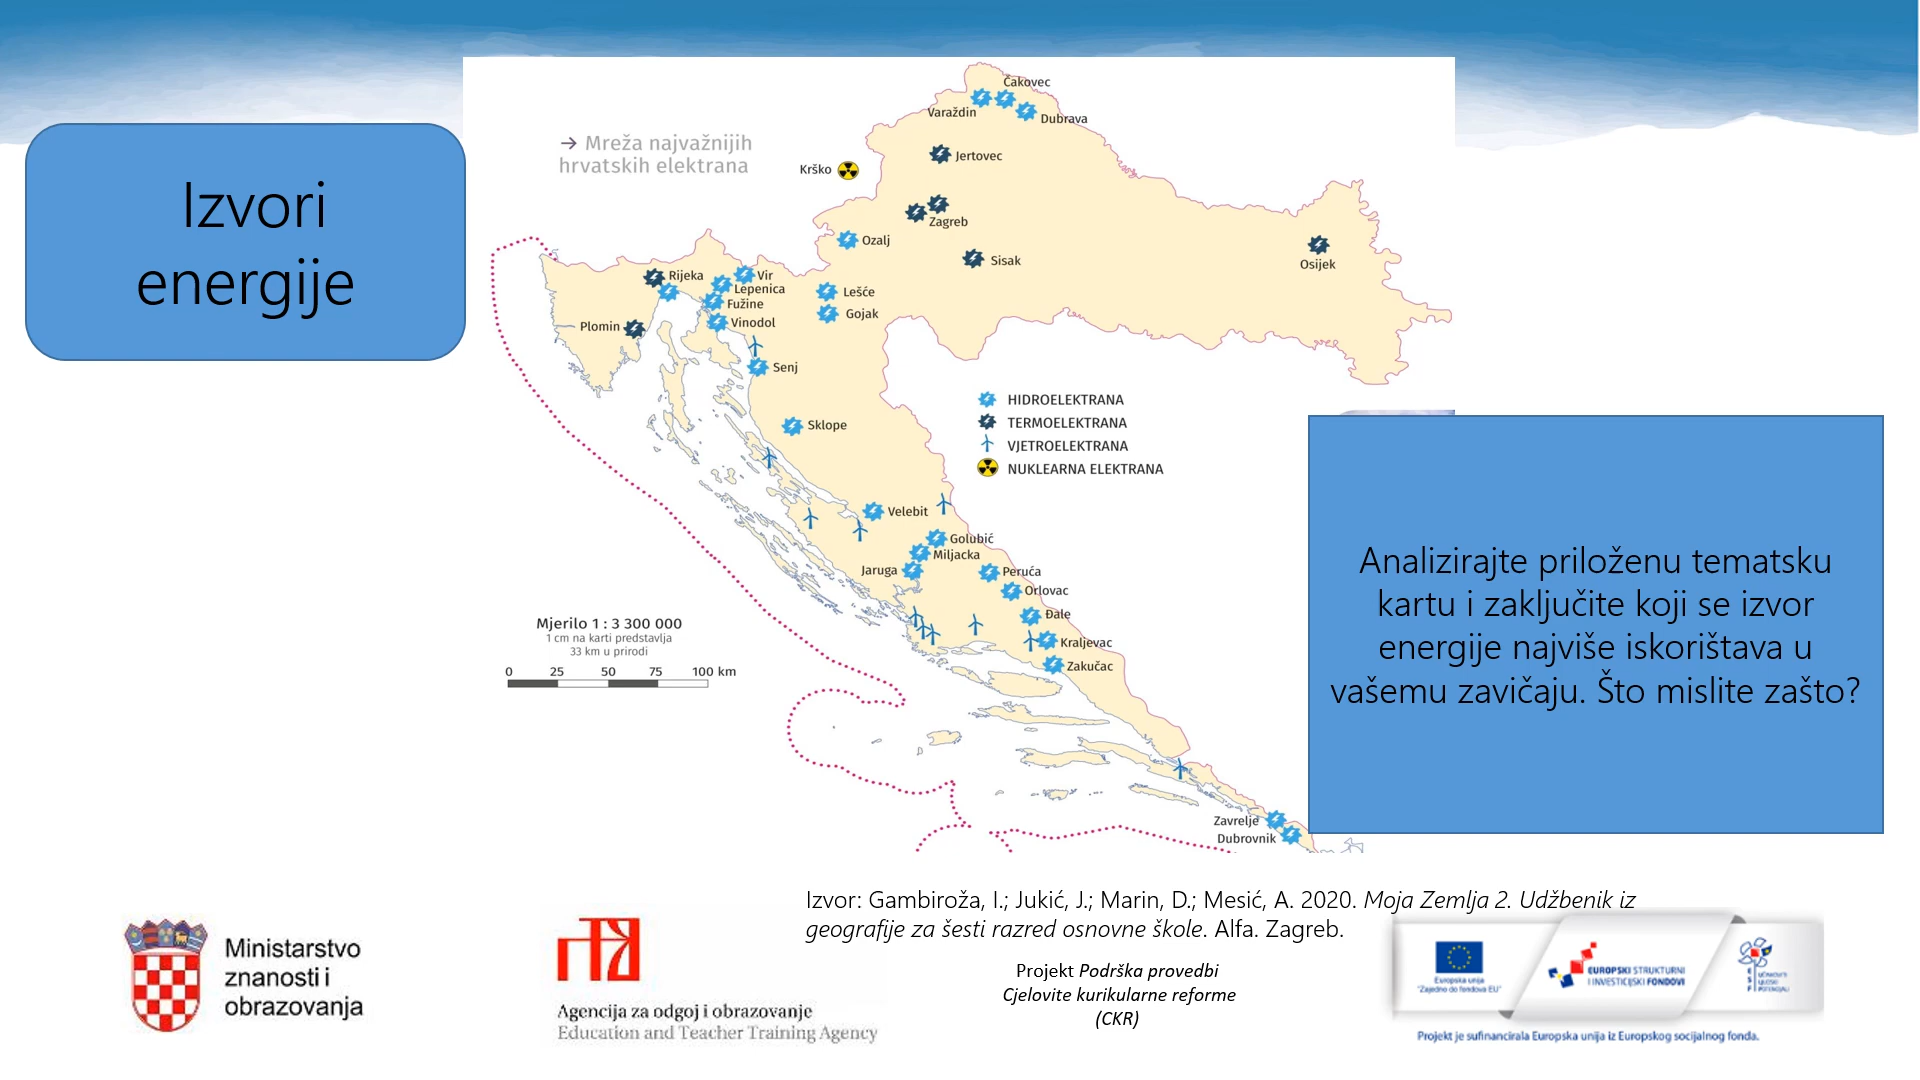 Izvori
energije
→ Mreža najvažnijih
hrvatskih elektrana
Čakovec
Varaždin
Dubrava
Jertovec
Krško
Zagreb
Ozalj
Sisak
Osijek
Rijeka
Vir
Lepenica
Fužine
Vinodol
Lešće
Gojak
Plomin
Senj
Sklope
HIDROELEKTRANA
TERMOELEKTRANA
VJETROELEKTRANA
NUKLEARNA ELEKTRANA
Velebit
Golubić
Miljacka
Jaruga
Peruća
Orlovac
Đale
Kraljevac
Zakučac
Zavrelje
Dubrovnik
Mjerilo 1 : 3 300 000
1 cm na karti predstavlja
33 km u prirodi
0 25 50 75 100 km
Analizirajte priloženu tematsku
kartu i zaključite koji se izvor
energije najviše iskorištava u
vašemu zavičaju. Što mislite zašto?
Izvor: Gambiroža, I.; Jukić, J.; Marin, D.; Mesić, A. 2020. Moja Zemlja 2. Udžbenik iz
geografije za šesti razred osnovne škole. Alfa. Zagreb.
Ministarstvo
znanosti i
obrazovanja
Agencija za odgoj i obrazovanje
Education and Teacher Training Agency
Projekt Podrška provedbi
Cjelovite kurikularne reforme
(CKR)
Europska unija
"Zajedno do fondova EU"
EUROPSKI STRUKTURNI
I INVESTICIJSKI FONDOVI
Projekt je sufinancirala Europska unija iz Europskog socijalnog fonda.